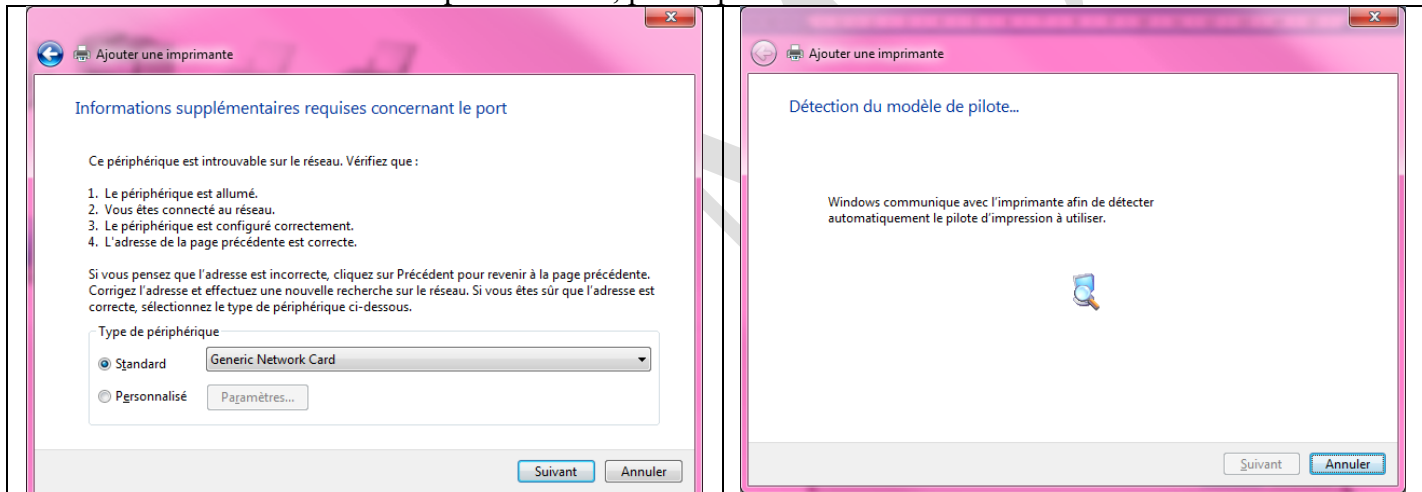 Ajouter une imprimante
Informations supplémentaires requises concernant le port
Ce périphérique est introuvable sur le réseau. Vérifiez que :
1. Le périphérique est allumé.
2. Vous êtes connecté au réseau.
3. Le périphérique est configuré correctement.
4. L'adresse de la page précédente est correcte.
Si vous pensez que l'adresse est incorrecte, cliquez sur Précédent pour revenir à la page précédente.
Corrigez l'adresse et effectuez une nouvelle recherche sur le réseau. Si vous êtes sûr que l'adresse est
correcte, sélectionnez le type de périphérique ci-dessous.
Type de périphérique
Standard
Generic Network Card
Personnalisé
Paramètres...
Suivant
Annuler
Ajouter une imprimante
Détection du modèle de pilote...
Windows communique avec l'imprimante afin de détecter
automatiquement le pilote d'impression à utiliser.
Suivant
Annuler